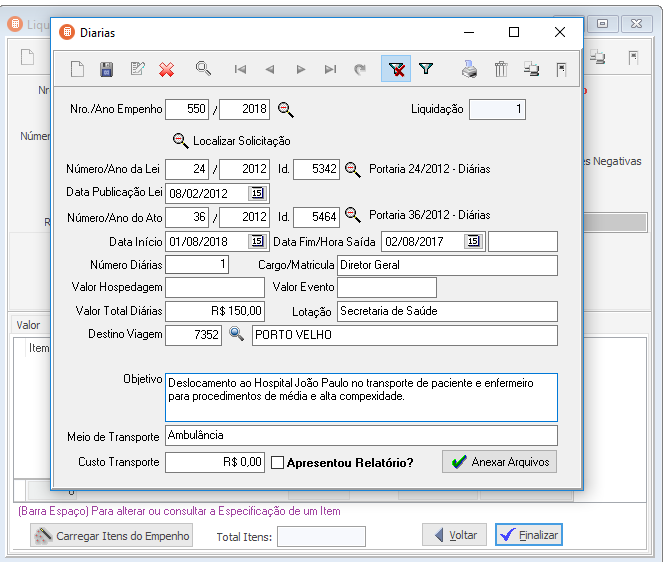 Liqu
Diarias
Nr./Ano Empenho 550 / 2018 Liquidação 1
Localizar Solicitação
Número/Ano da Lei 24 / 2012 Id. 5342 Portaria 24/2012 - Diárias
Data Publicação Lei 08/02/2012 15
Número/Ano do Ato 36 / 2012 Id. 5464 Portaria 36/2012 - Diárias
Data Início 01/08/2018 15 Data Fim/Hora Saída 02/08/2017 15
Número Diárias 1 Cargo/Matricula Diretor Geral
Valor Hospedagem Valor Evento
Valor Total Diárias R$ 150,00 Lotação Secretaria de Saúde
Destino Viagem 7352 PORTO VELHO
Objetivo Deslocamento ao Hospital João Paulo no transporte de paciente e enfermeiro
para procedimentos de média e alta compexidade.
Meio de Transporte Ambulância
Custo Transporte R$ 0,00 Apresentou Relatório? Anexar Arquivos
Nr
Númer
es Negativas
R
Valor
Item
(Barra Espaço) Para alterar ou consultar a Especificação de um Item
Carregar Itens do Empenho Total Itens: Voltar Finalizar